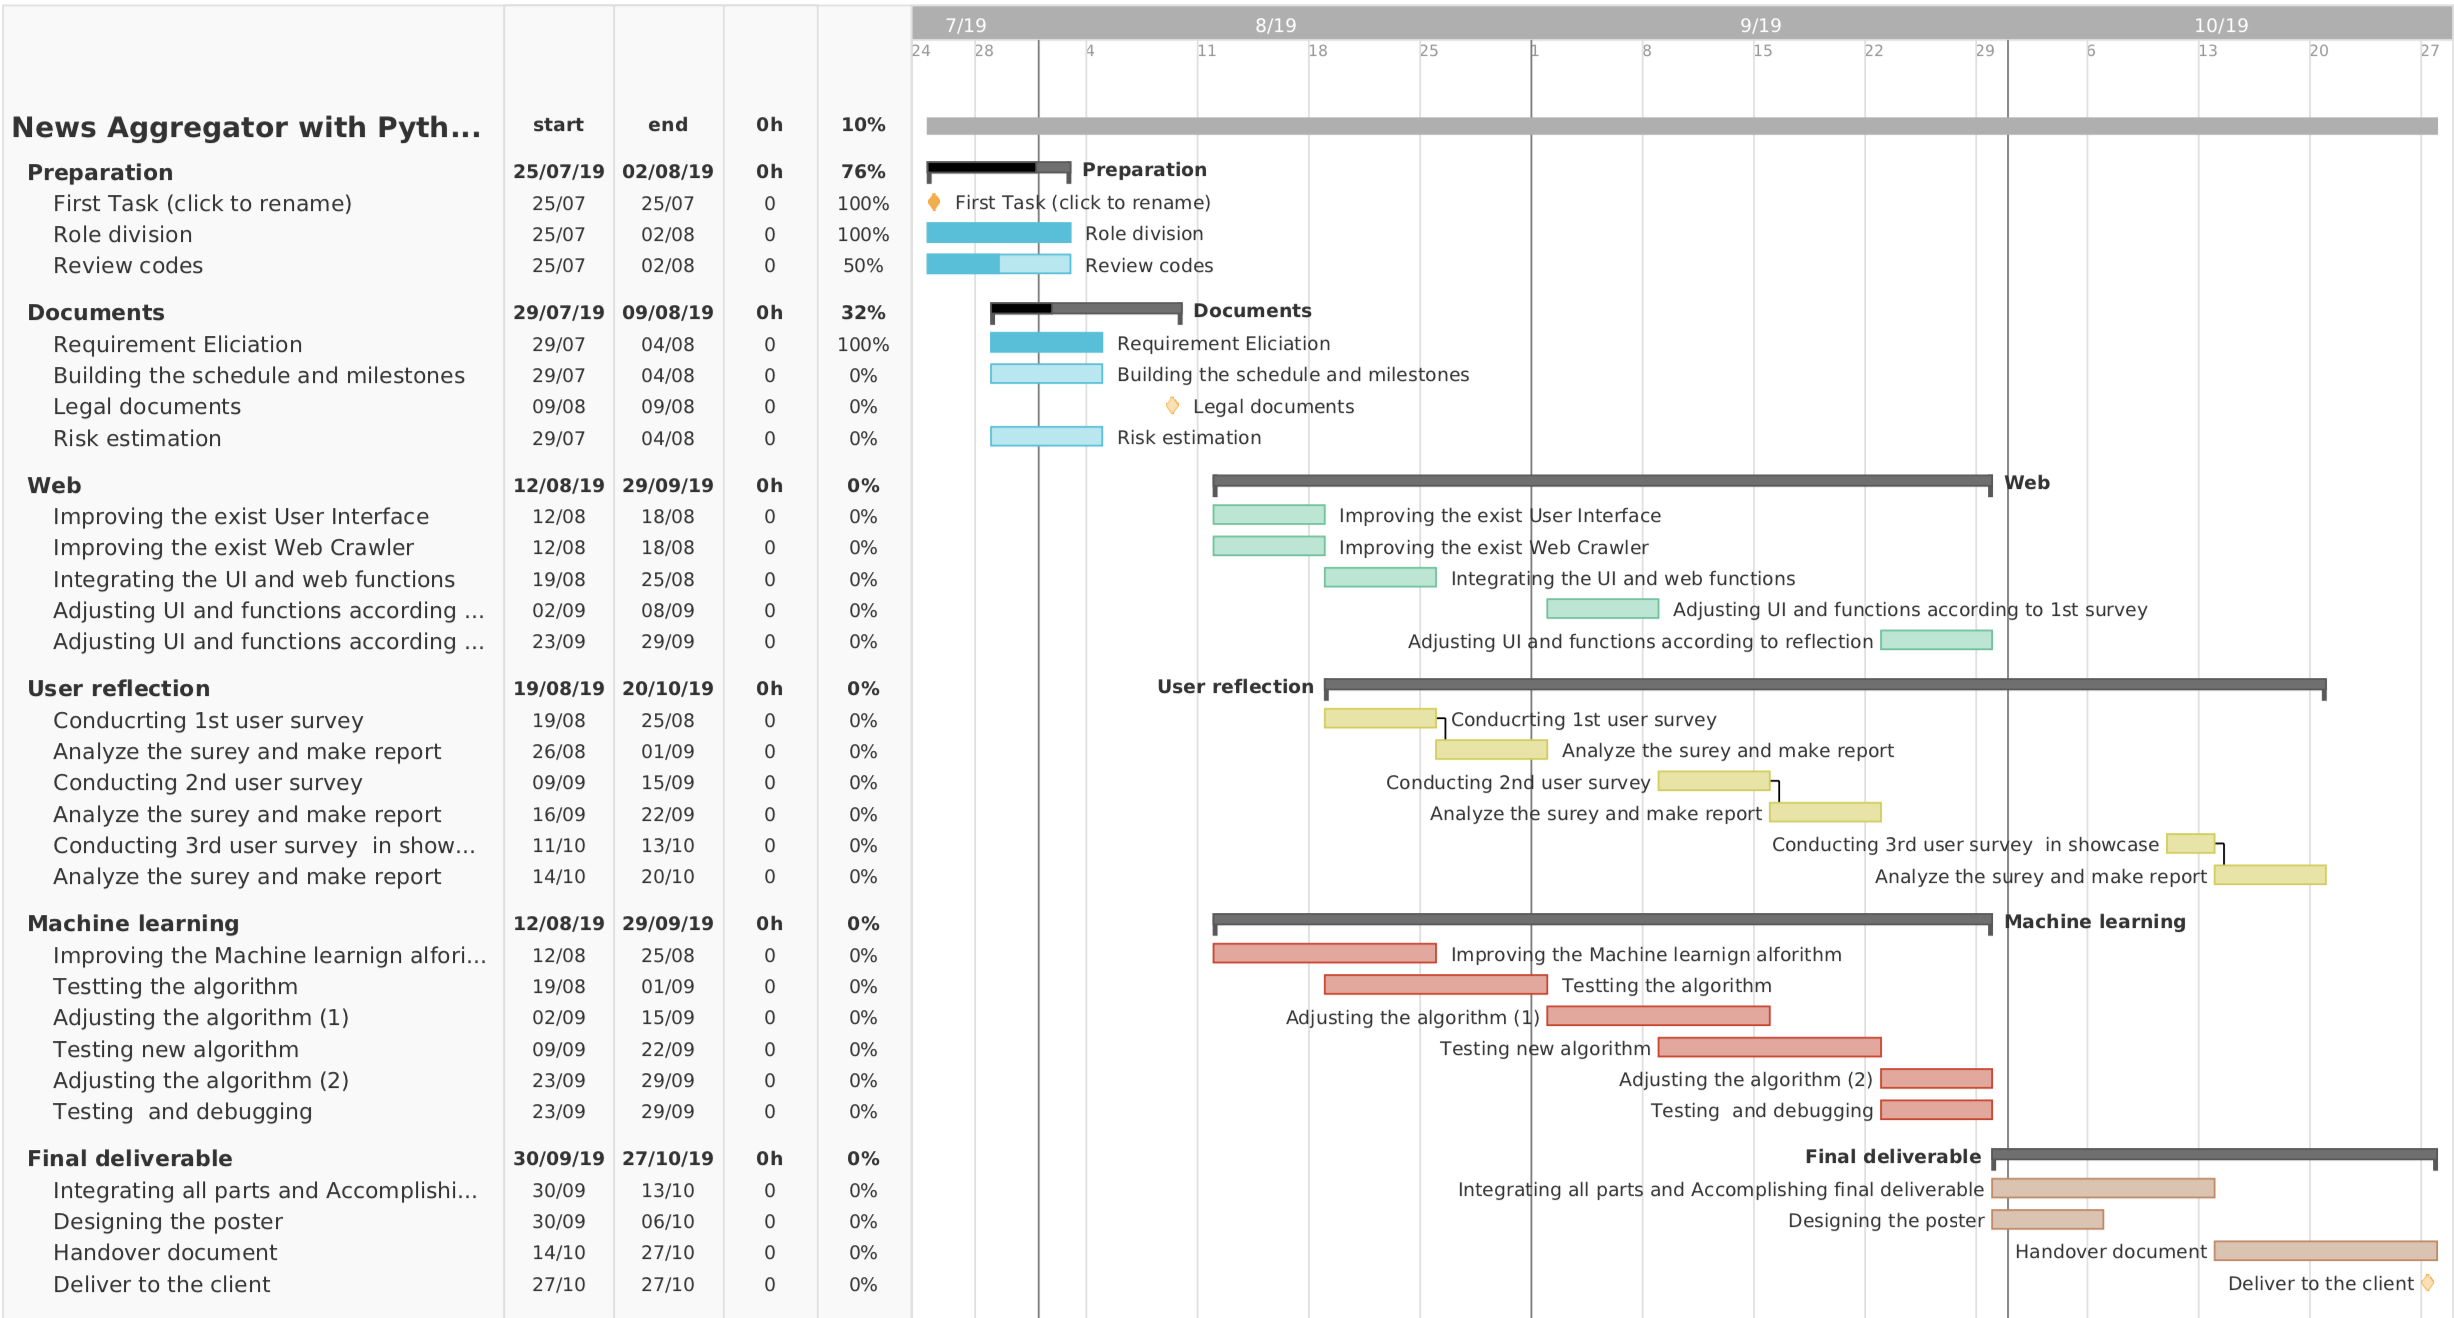 7/19 8/19 9/19 10/19
24 28 4 11 18 25 1 8 15 22 29 6 13 20 27
News Aggregator with Pyth... start end 0h 10%
Preparation 25/07/19 02/08/19 0h 76% Preparation
First Task (click to rename) 25/07 25/07 0 100% First Task (click to rename)
Role division 25/07 02/08 0 100% Role division
Review codes 25/07 02/08 0 50% Review codes
Documents 29/07/19 09/08/19 0h 32% Documents
Requirement Eliciation 29/07 04/08 0 100% Requirement Eliciation
Building the schedule and milestones 29/07 04/08 0 0% Building the schedule and milestones
Legal documents 09/08 09/08 0 0% Legal documents
Risk estimation 29/07 04/08 0 0% Risk estimation
Web 12/08/19 29/09/19 0h 0% Web
Improving the exist User Interface 12/08 18/08 0 0% Improving the exist User Interface
Improving the exist Web Crawler 12/08 18/08 0 0% Improving the exist Web Crawler
Integrating the UI and web functions 19/08 25/08 0 0% Integrating the UI and web functions
Adjusting UI and functions according ... 02/09 08/09 0 0% Adjusting UI and functions according to 1st survey
Adjusting UI and functions according ... 23/09 29/09 0 0% Adjusting UI and functions according to reflection
User reflection 19/08/19 20/10/19 0h 0% User reflection
Conducrting 1st user survey 19/08 25/08 0 0% Conducrting 1st user survey
Analyze the surey and make report 26/08 01/09 0 0% Analyze the surey and make report
Conducting 2nd user survey 09/09 15/09 0 0% Conducting 2nd user survey
Analyze the surey and make report 16/09 22/09 0 0% Analyze the surey and make report
Conducting 3rd user survey  in show... 11/10 13/10 0 0% Conducting 3rd user survey  in showcase
Analyze the surey and make report 14/10 20/10 0 0% Analyze the surey and make report
Machine learning 12/08/19 29/09/19 0h 0% Machine learning
Improving the Machine learnign alfori... 12/08 25/08 0 0% Improving the Machine learnign alforithm
Testting the algorithm 19/08 01/09 0 0% Testting the algorithm
Adjusting the algorithm (1) 02/09 15/09 0 0% Adjusting the algorithm (1)
Testing new algorithm 09/09 22/09 0 0% Testing new algorithm
Adjusting the algorithm (2) 23/09 29/09 0 0% Adjusting the algorithm (2)
Testing  and debugging 23/09 29/09 0 0% Testing  and debugging
Final deliverable 30/09/19 27/10/19 0h 0% Final deliverable
Integrating all parts and Accomplishi... 30/09 13/10 0 0% Integrating all parts and Accomplishing final deliverable
Designing the poster 30/09 06/10 0 0% Designing the poster
Handover document 14/10 27/10 0 0% Handover document
Deliver to the client 27/10 27/10 0 0% Deliver to the client